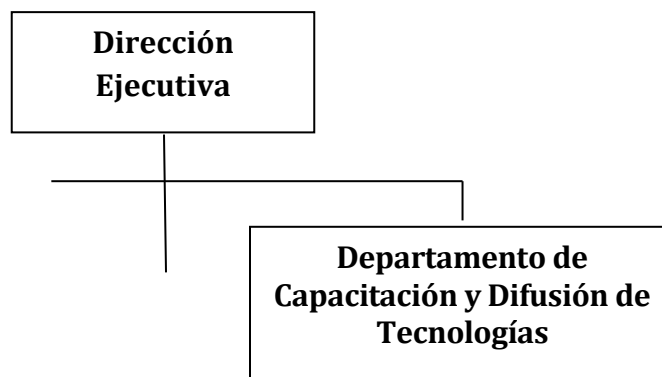 Dirección
Ejecutiva
Departamento de
Capacitación y Difusión de
Tecnologías